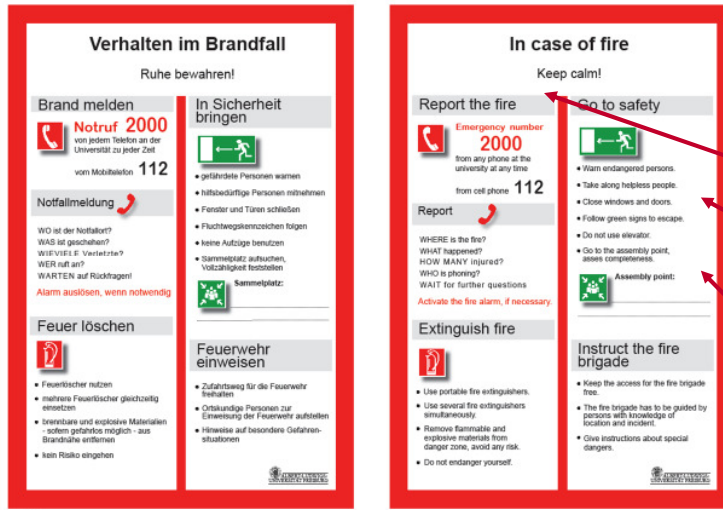 Verhalten im Brandfall
Ruhe bewahren!
Brand melden
Notruf 2000
von jedem Telefon an der
Universität zu jeder Zeit
vom Mobiltelefon 112
Notfallmeldung
WO ist der Notfallort?
WAS ist geschehen?
WIEVIELE Verletzte?
WER ruft an?
WARTEN auf Rückfragen!
Alarm auslösen, wenn notwendig
Feuer löschen
• Feuerlöscher nutzen
• mehrere Feuerlöscher gleichzeitig
einsetzen
• brennbare und explosive Materialien
- sofern gefahrlos möglich - aus
Brandnähe entfernen
• kein Risiko eingehen
In Sicherheit
bringen
• gefährdete Personen warnen
• hilfsbedürftige Personen mitnehmen
• Fenster und Türen schließen
• Fluchtwegskennzeichen folgen
• keine Aufzüge benutzen
• Sammelplatz aufsuchen,
Vollzähligkeit feststellen
Sammelplatz:
Feuerwehr
einweisen
• Zufahrtsweg für die Feuerwehr
freihalten
• Ortskundige Personen zur
Einweisung der Feuerwehr aufstellen
• Hinweise auf besondere Gefahren-
situationen
ALBERT-LUDWIGS-
UNIVERSITÄT FREIBURG
In case of fire
Keep calm!
Report the fire
Emergency number
2000
from any phone at the
university at any time
from cell phone 112
Report
WHERE is the fire?
WHAT happened?
HOW MANY injured?
WHO is phoning?
WAIT for further questions
Activate the fire alarm, if necessary.
Extinguish fire
• Use portable fire extinguishers.
• Use several fire extinguishers
simultaneously.
• Remove flammable and
explosive materials from
danger zone, avoid any risk.
• Do not endanger yourself.
Go to safety
• Warn endangered persons.
• Take along helpless people.
• Close windows and doors.
• Follow green signs to escape.
• Do not use elevator.
• Go to the assembly point,
asses completeness.
Assembly point:
Instruct the fire
brigade
• Keep the access for the fire brigade
free.
• The fire brigade has to be guided by
persons with knowledge of
location and incident.
• Give instructions about special
dangers.
ALBERT-LUDWIGS-
UNIVERSITÄT FREIBURG